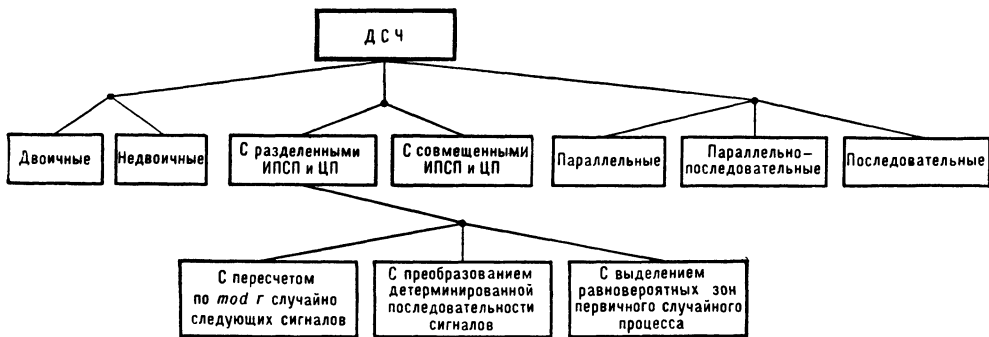 ДСЧ
Двоичные
Недвоичные
С разделенными
ИПСП и ЦП
С совмещенными
ИПСП и ЦП
Параллельные
Параллельно-
последовательные
Последовательные
С пересчетом
по mod r случайно
следующих сигналов
С преобразованием
детерминированной
последовательности
сигналов
С выделением
равновероятных зон
первичного случайного
процесса